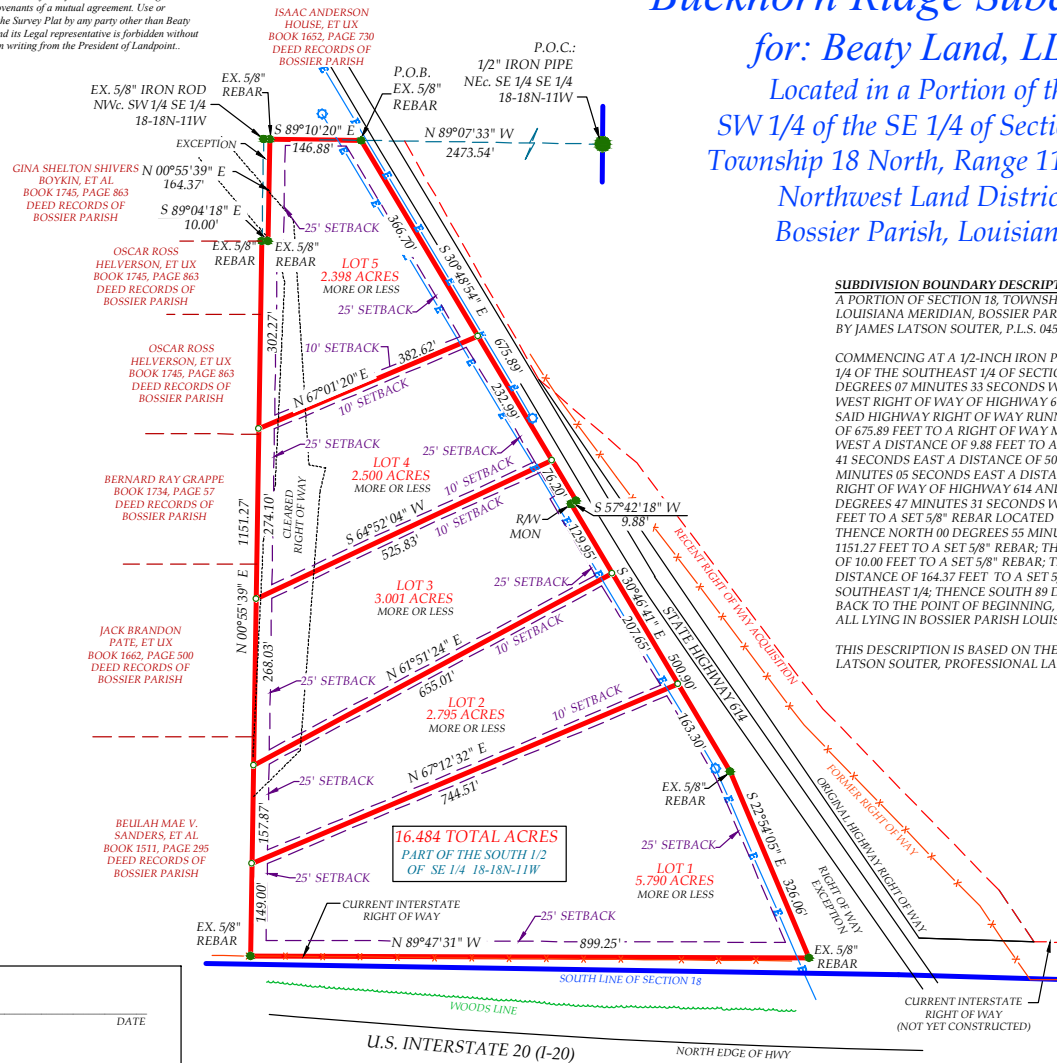 ovenants of a mutual agreement. Use or
he Survey Plat by any party other than Beaty
nd its Legal representative is forbidden without
n writing from the President of Landpoint..
for: Beaty Land, LL
Located in a Portion of th
SW 1/4 of the SE 1/4 of Secti
Township 18 North, Range 11
Northwest Land Distric
Bossier Parish, Louisian
ISAAC ANDERSON
HOUSE, ET UX
BOOK 1652, PAGE 730
DEED RECORDS OF
BOSSIER PARISH
P.O.C.:
1/2" IRON PIPE
NEc. SE 1/4 SE 1/4
18-18N-11W
P.O.B.
EX. 5/8"
REBAR
EX. 5/8"
REBAR
EX. 5/8" IRON ROD
NWc. SW 1/4 SE 1/4
18-18N-11W
EXCEPTION
S 89°10'20" E
146.88'
N 89°07'33" W
2473.54'
GINA SHELTON SHIVERS
BOYKIN, ET AL
BOOK 1745, PAGE 863
DEED RECORDS OF
BOSSIER PARISH
N 00°55'39" E
164.37'
S 89°04'18" E
10.00'
EX. 5/8"
REBAR
EX. 5/8"
REBAR
25' SETBACK
OSCAR ROSS
HELVERSON, ET UX
BOOK 1745, PAGE 863
DEED RECORDS OF
BOSSIER PARISH
LOT 5
2.398 ACRES
MORE OR LESS
25' SETBACK
366.70'
S 30°48'54" E
675.89'
302.27'
10' SETBACK
382.62'
N 67°01'20" E
10' SETBACK
232.99'
OSCAR ROSS
HELVERSON, ET UX
BOOK 1745, PAGE 863
DEED RECORDS OF
BOSSIER PARISH
SUBDIVISION BOUNDARY DESCRIPT
A PORTION OF SECTION 18, TOWNSH
LOUISIANA MERIDIAN, BOSSIER PAR
BY JAMES LATSON SOUTER, P.L.S. 045
COMMENCING AT A 1/2-INCH IRON P
1/4 OF THE SOUTHEAST 1/4 OF SECTIO
DEGREES 07 MINUTES 33 SECONDS W
WEST RIGHT OF WAY OF HIGHWAY 6
SAID HIGHWAY RIGHT OF WAY RUNN
OF 675.89 FEET TO A RIGHT OF WAY M
WEST A DISTANCE OF 9.88 FEET TO A
41 SECONDS EAST A DISTANCE OF 50
MINUTES 05 SECONDS EAST A DISTA
RIGHT OF WAY OF HIGHWAY 614 AND
DEGREES 47 MINUTES 31 SECONDS W
FEET TO A SET 5/8" REBAR LOCATED
THENCE NORTH 00 DEGREES 55 MINU
1151.27 FEET TO A SET 5/8" REBAR; TH
OF 10.00 FEET TO A SET 5/8" REBAR; T
DISTANCE OF 164.37 FEET TO A SET 5
SOUTHEAST 1/4; THENCE SOUTH 89 D
BACK TO THE POINT OF BEGINNING,
ALL LYING IN BOSSIER PARISH LOUIS
THIS DESCRIPTION IS BASED ON THE
LATSON SOUTER, PROFESSIONAL LA
25' SETBACK
25' SETBACK
LOT 4
2.500 ACRES
MORE OR LESS
10' SETBACK
10' SETBACK
S 64°52'04" W
525.83'
BERNARD RAY GRAPPE
BOOK 1734, PAGE 57
DEED RECORDS OF
BOSSIER PARISH
1151.27'
N 00°55'39" E
274.10'
CLEARED
RIGHT OF WAY
76.20'
R/W
MON
S 57°42'18" W
9.88'
129.95'
25' SETBACK
LOT 3
3.001 ACRES
MORE OR LESS
S 30°46'41" E
500.90'
STATE HIGHWAY 614
RECENT RIGHT OF WAY ACQUISITION
207.65'
N 61°51'24" E
655.01'
10' SETBACK
JACK BRANDON
PATE, ET UX
BOOK 1662, PAGE 500
DEED RECORDS OF
BOSSIER PARISH
268.03'
25' SETBACK
LOT 2
2.795 ACRES
MORE OR LESS
10' SETBACK
N 67°12'32" E
744.51'
163.30'
EX. 5/8"
REBAR
S 22°54'05" E
326.06'
ORIGINAL HIGHWAY RIGHT OF WAY
FORMER RIGHT OF WAY
25' SETBACK
157.87'
BEULAH MAE V.
SANDERS, ET AL
BOOK 1511, PAGE 295
DEED RECORDS OF
BOSSIER PARISH
16.484 TOTAL ACRES
PART OF THE SOUTH 1/2
OF SE 1/4 18-18N-11W
25' SETBACK
LOT 1
5.790 ACRES
MORE OR LESS
RIGHT OF WAY
EXCEPTION
25' SETBACK
149.00'
CURRENT INTERSTATE
RIGHT OF WAY
25' SETBACK
EX. 5/8"
REBAR
N 89°47'31" W
899.25'
EX. 5/8"
REBAR
SOUTH LINE OF SECTION 18
WOODS LINE
CURRENT INTERSTATE
RIGHT OF WAY
(NOT YET CONSTRUCTED)
DATE
U.S. INTERSTATE 20 (I-20)
NORTH EDGE OF HWY